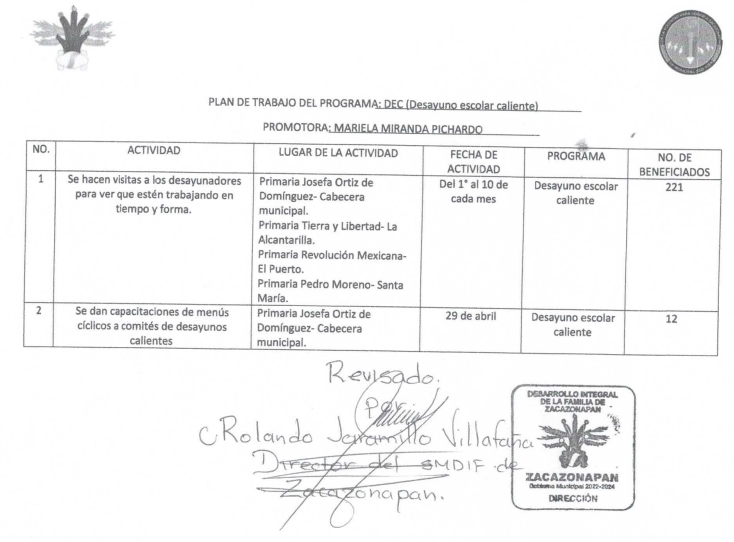 PLAN DE TRABAJO DEL PROGRAMA: DEC (Desayuno escolar caliente)
PROMOTORA: MARIELA MIRANDA PICHARDO
NO. ACTIVIDAD LUGAR DE LA ACTIVIDAD FECHA DE ACTIVIDAD PROGRAMA NO. DE BENEFICIADOS
1 Se hacen visitas a los desayunadores
para ver que estén trabajando en
tiempo y forma.
Primaria Josefa Ortiz de
Domínguez- Cabecera
municipal.
Primaria Tierra y Libertad- La
Alcantarilla.
Primaria Revolución Mexicana-
El Puerto.
Primaria Pedro Moreno- Santa
María.
Del 1° al 10 de
cada mes
Desayuno escolar
caliente
221
2 Se dan capacitaciones de menús
cíclicos a comités de desayunos
calientes
Primaria Josefa Ortiz de
Domínguez- Cabecera
municipal.
29 de abril
Desayuno escolar
caliente
12
Revisado.
por
C Rolando Jaramillo Villafaña
Director del SMDIF de
Zacazonapan.
DESARROLLO INTEGRAL
DE LA FAMILIA DE
ZACAZONAPAN
ZACAZONAPAN
Gobierno Municipal 2022-2024
DIRECCIÓN